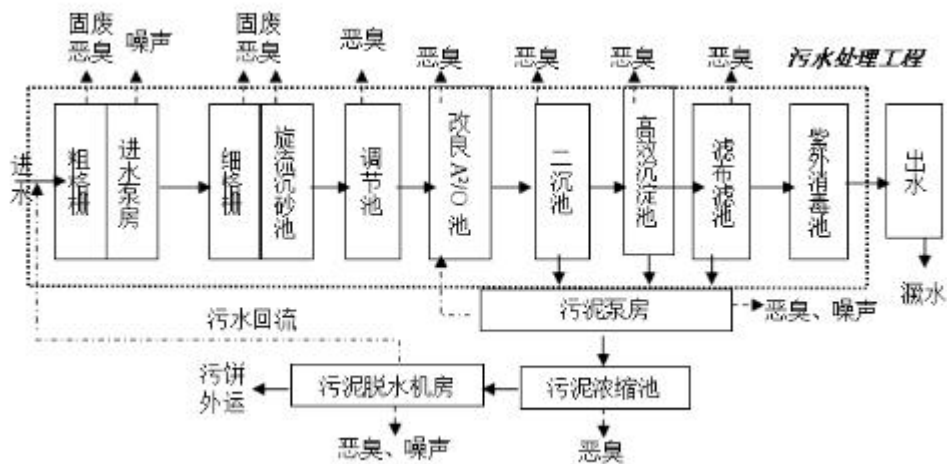 固废
恶臭
噪声
固废
恶臭
恶臭
恶臭
恶臭
恶臭
恶臭
污水处理工程
进水
粗格栅
进水泵房
细格栅
旋流沉砂池
调节池
改良A²/O池
二沉池
高效沉淀池
滤布滤池
紫外消毒池
出水
污水回流
污泥泵房
恶臭、噪声
污饼
外运
污泥脱水机房
污泥浓缩池
恶臭、噪声
恶臭